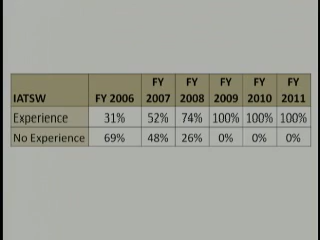 IATSW FY 2006 FY 2007 FY 2008 FY 2009 FY 2010 FY 2011
Experience 31% 52% 74% 100% 100% 100%
No Experience 69% 48% 26% 0% 0% 0%